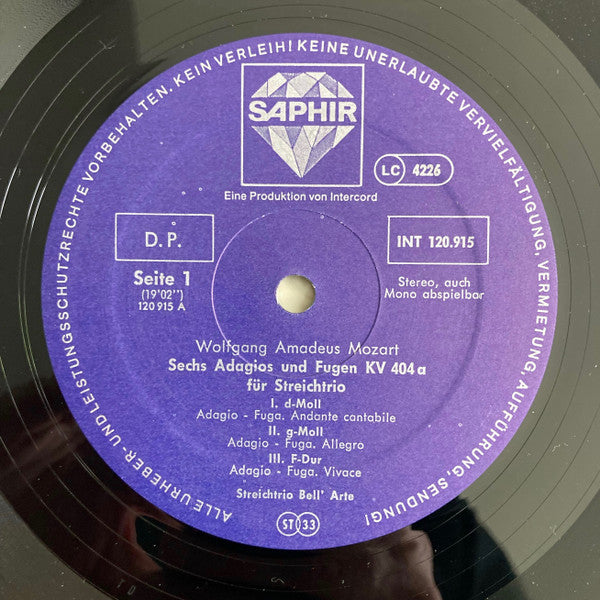 ALLE URHEBER- UND LEISTUNGSSCHUTZRECHTE VORBEHALTEN. KEIN VERLEIH! KEINE UNERLAUBTE VERVIELFÄLTIGUNG, VERMIETUNG, AUFFÜHRUNG, SENDUNG!
SAPHIR
LC 4226
Eine Produktion von Intercord
D.P.
INT 120.915
Seite 1
(19'02'')
120 915 A
Stereo, auch
Mono abspielbar
Wolfgang Amadeus Mozart
Sechs Adagios und Fugen KV 404a
für Streichtrio
I. d-Moll
Adagio - Fuga. Andante cantabile
II. g-Moll
Adagio - Fuga. Allegro
III. F-Dur
Adagio - Fuga. Vivace
Streichtrio Bell' Arte
ST 33